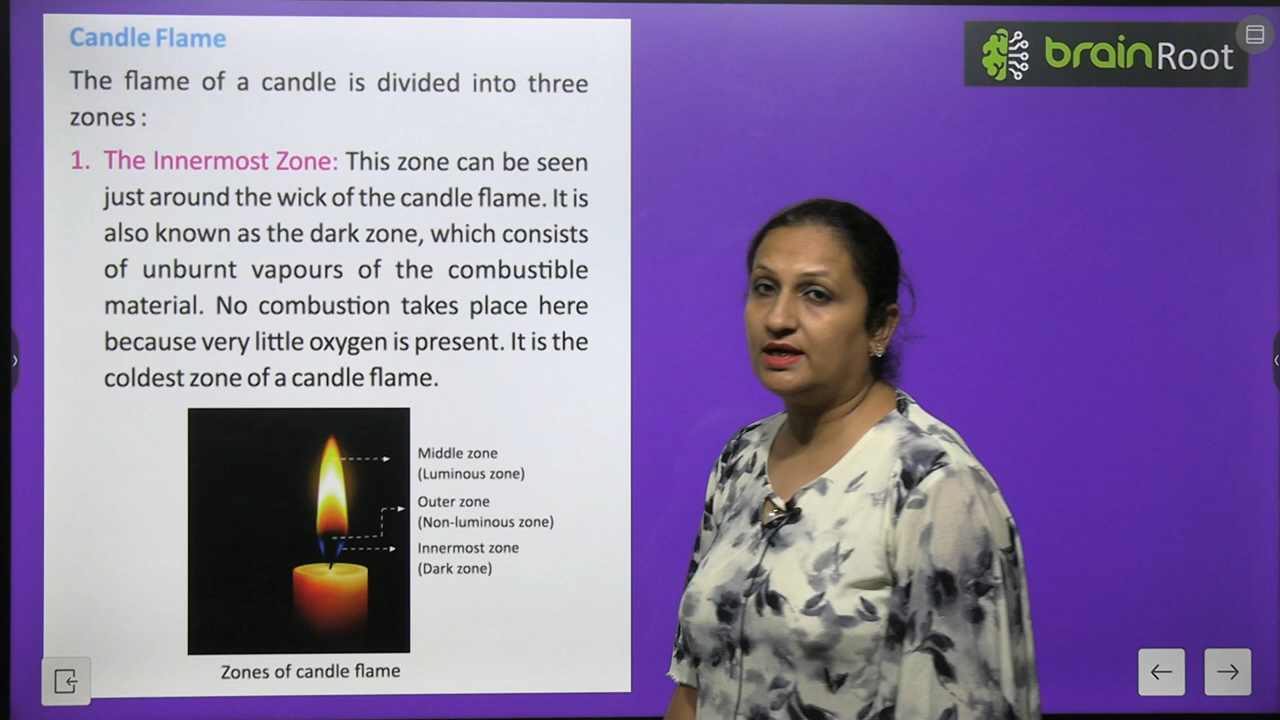 Candle Flame
The flame of a candle is divided into three
zones :
1. The Innermost Zone: This zone can be seen
just around the wick of the candle flame. It is
also known as the dark zone, which consists
of unburnt vapours of the combustible
material. No combustion takes place here
because very little oxygen is present. It is the
coldest zone of a candle flame.
Middle zone
(Luminous zone)
Outer zone
(Non-luminous zone)
Innermost zone
(Dark zone)
Zones of candle flame
brainRoot